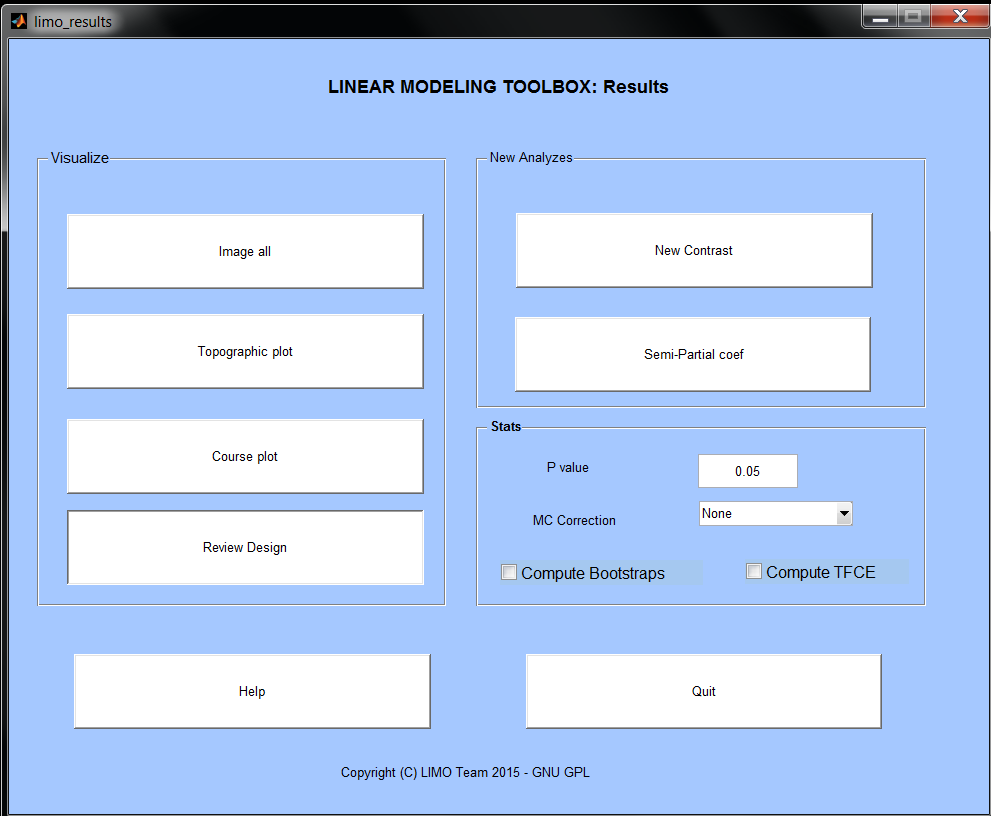 limo_results
LINEAR MODELING TOOLBOX: Results
Visualize
Image all
Topographic plot
Course plot
Review Design
New Analyzes
New Contrast
Semi-Partial coef
Stats
P value
0.05
MC Correction
None
Compute Bootstraps
Compute TFCE
Help
Quit
Copyright (C) LIMO Team 2015 - GNU GPL